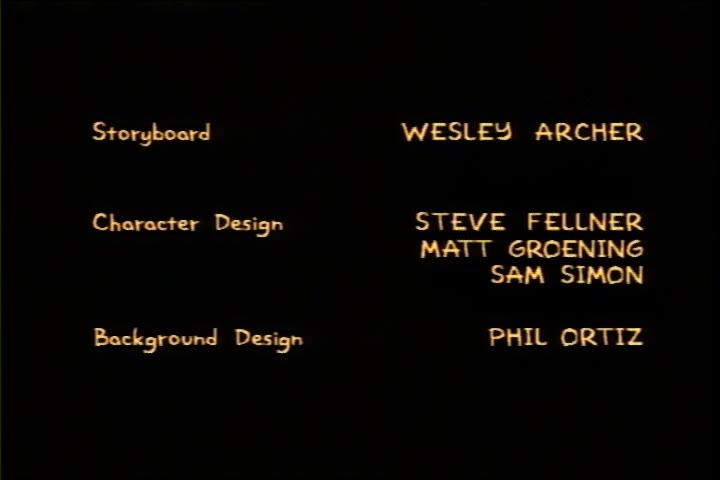 Storyboard WESLEY ARCHER
Character Design STEVE FELLNER
MATT GROENING
SAM SIMON
Background Design PHIL ORTIZ